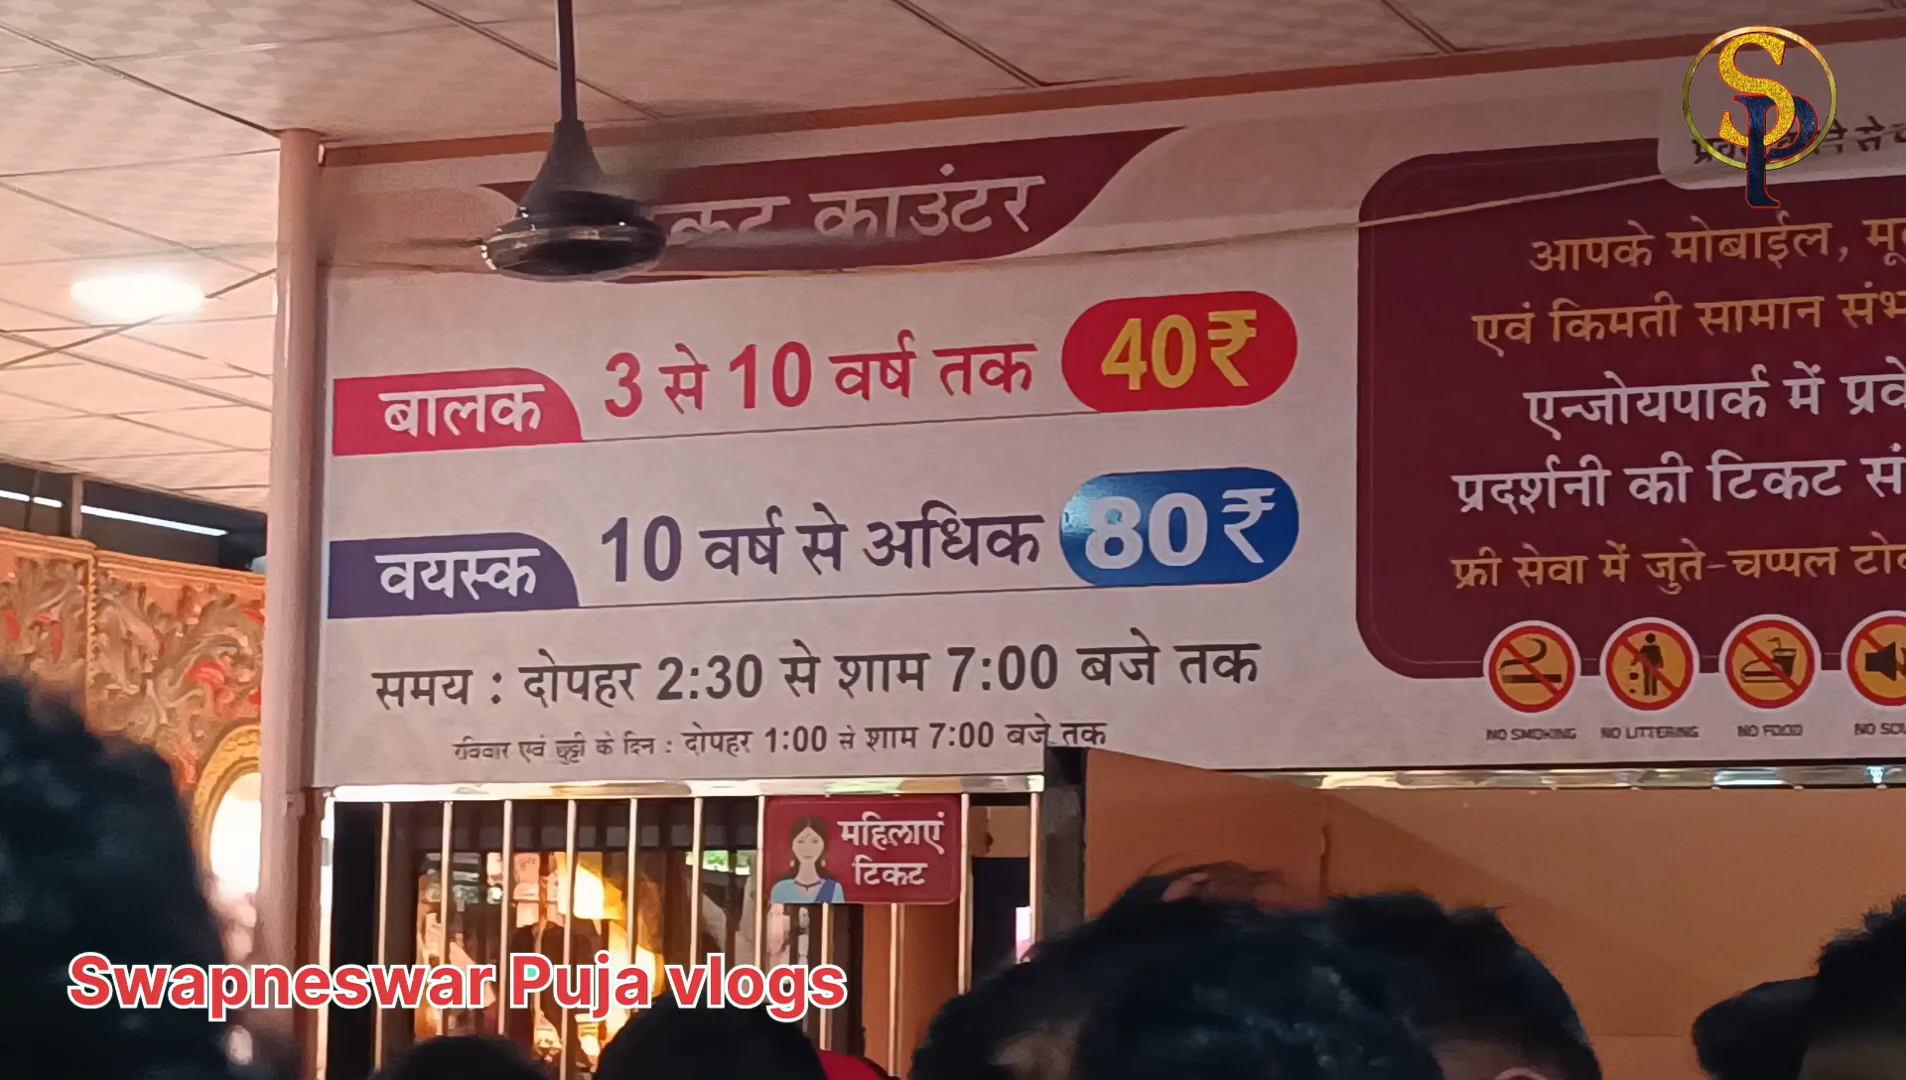 काउंटर
बालक 3 से 10 वर्ष तक 40₹
वयस्क 10 वर्ष से अधिक 80₹
समय : दोपहर 2:30 से शाम 7:00 बजे तक
रविवार एवं छुट्टी के दिन : दोपहर 1:00 से शाम 7:00 बजे तक
महिलाएं
टिकट
SP
से
आपके मोबाईल,
एवं किमती सामान
एन्जोयपार्क में
प्रदर्शनी की टिकट
फ्री सेवा में जुते-चप्पल
NO SMOKING NO LITTERING NO FOOD NO
Swapneswar Puja vlogs